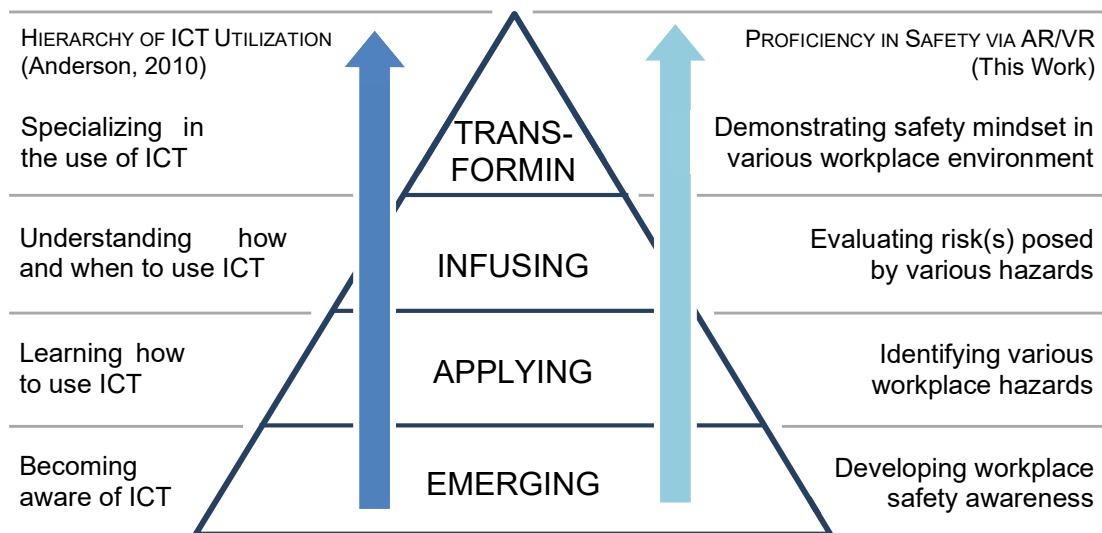 HIERARCHY OF ICT UTILIZATION
(Anderson, 2010)
PROFICIENCY IN SAFETY VIA AR/VR
(This Work)
Specializing in
the use of ICT
TRANS-
FORMIN
Demonstrating safety mindset in
various workplace environment
Understanding how
and when to use ICT
INFUSING
Evaluating risk(s) posed
by various hazards
Learning how
to use ICT
APPLYING
Identifying various
workplace hazards
Becoming
aware of ICT
EMERGING
Developing workplace
safety awareness